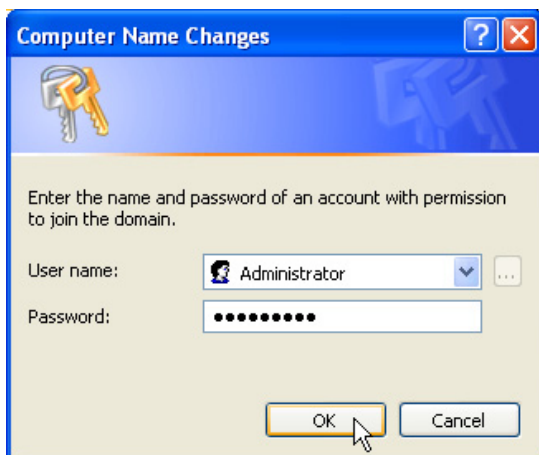 Computer Name Changes
Enter the name and password of an account with permission
to join the domain.
User name:
Administrator
...
Password:
•••••••••
OK
Cancel